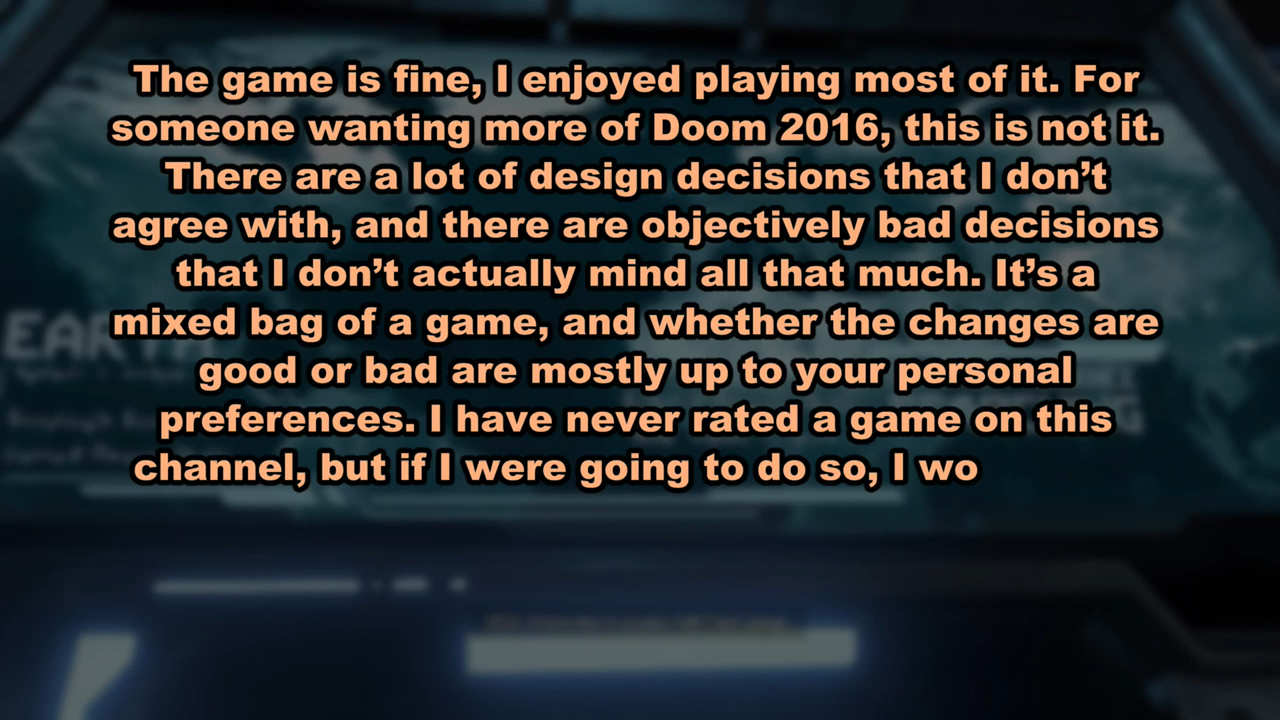 The game is fine, I enjoyed playing most of it. For
someone wanting more of Doom 2016, this is not it.
There are a lot of design decisions that I don’t
agree with, and there are objectively bad decisions
that I don’t actually mind all that much. It’s a
mixed bag of a game, and whether the changes are
good or bad are mostly up to your personal
preferences. I have never rated a game on this
channel, but if I were going to do so, I wo